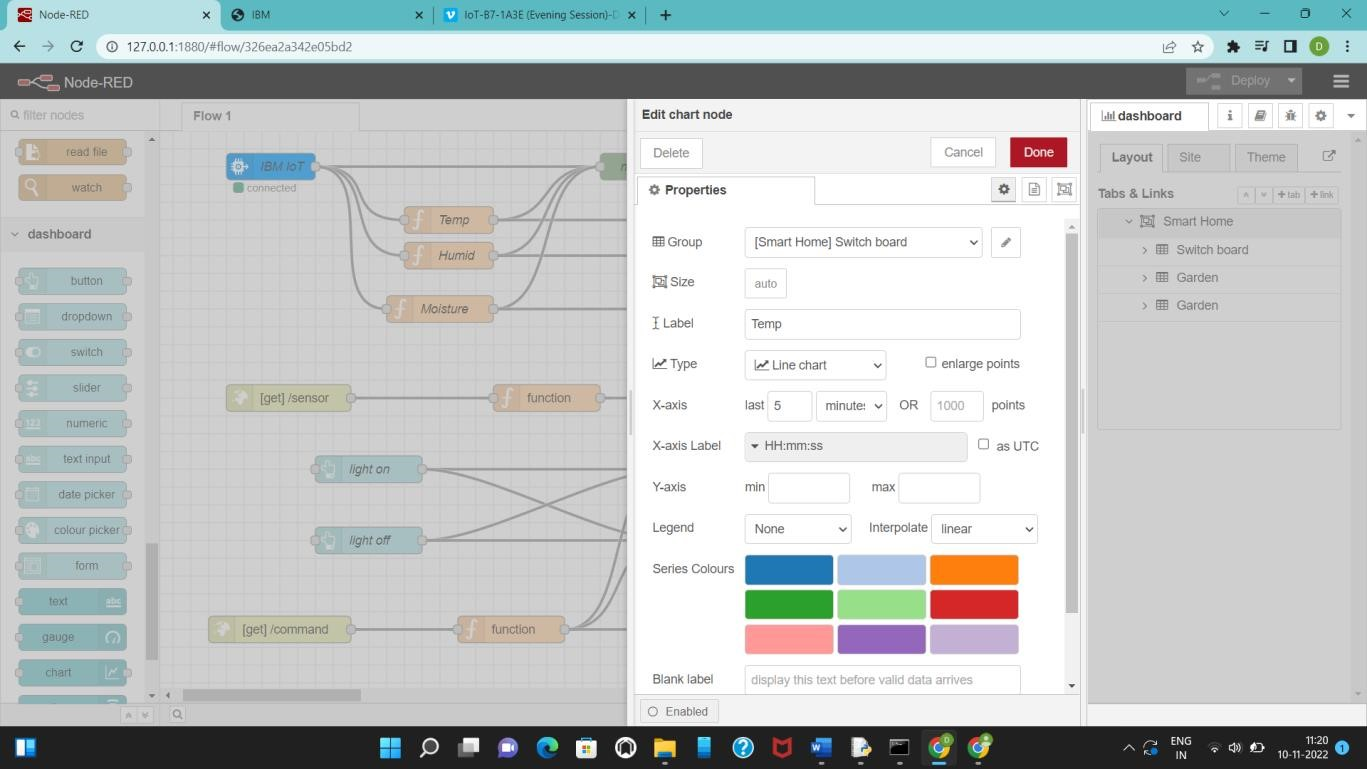 Node-RED
IBM
IoT-B7-1A3E (Evening Session)-D
127.0.0.1:1880/#flow/326ea2a342e05bd2
D
Node-RED
Deploy
filter nodes
read file
watch
dashboard
button
dropdown
switch
slider
numeric
123
text input
abc
date picker
colour picker
form
text
abc
gauge
chart
Flow 1
IBM IoT
connected
Temp
Humid
Moisture
[get] /sensor
function
light on
light off
[get] /command
function
Edit chart node
Delete
Cancel
Done
Properties
Group
[Smart Home] Switch board
Size
auto
Label
Temp
Type
Line chart
enlarge points
X-axis
last 5 minutes OR 1000 points
X-axis Label
HH:mm:ss
as UTC
Y-axis
min
max
Legend
None
Interpolate
linear
Series Colours
Blank label
display this text before valid data arrives
Enabled
dashboard
i
Layout
Site
Theme
Tabs & Links
+ tab
+ link
Smart Home
Switch board
Garden
Garden
ENG
IN
11:20
10-11-2022
1